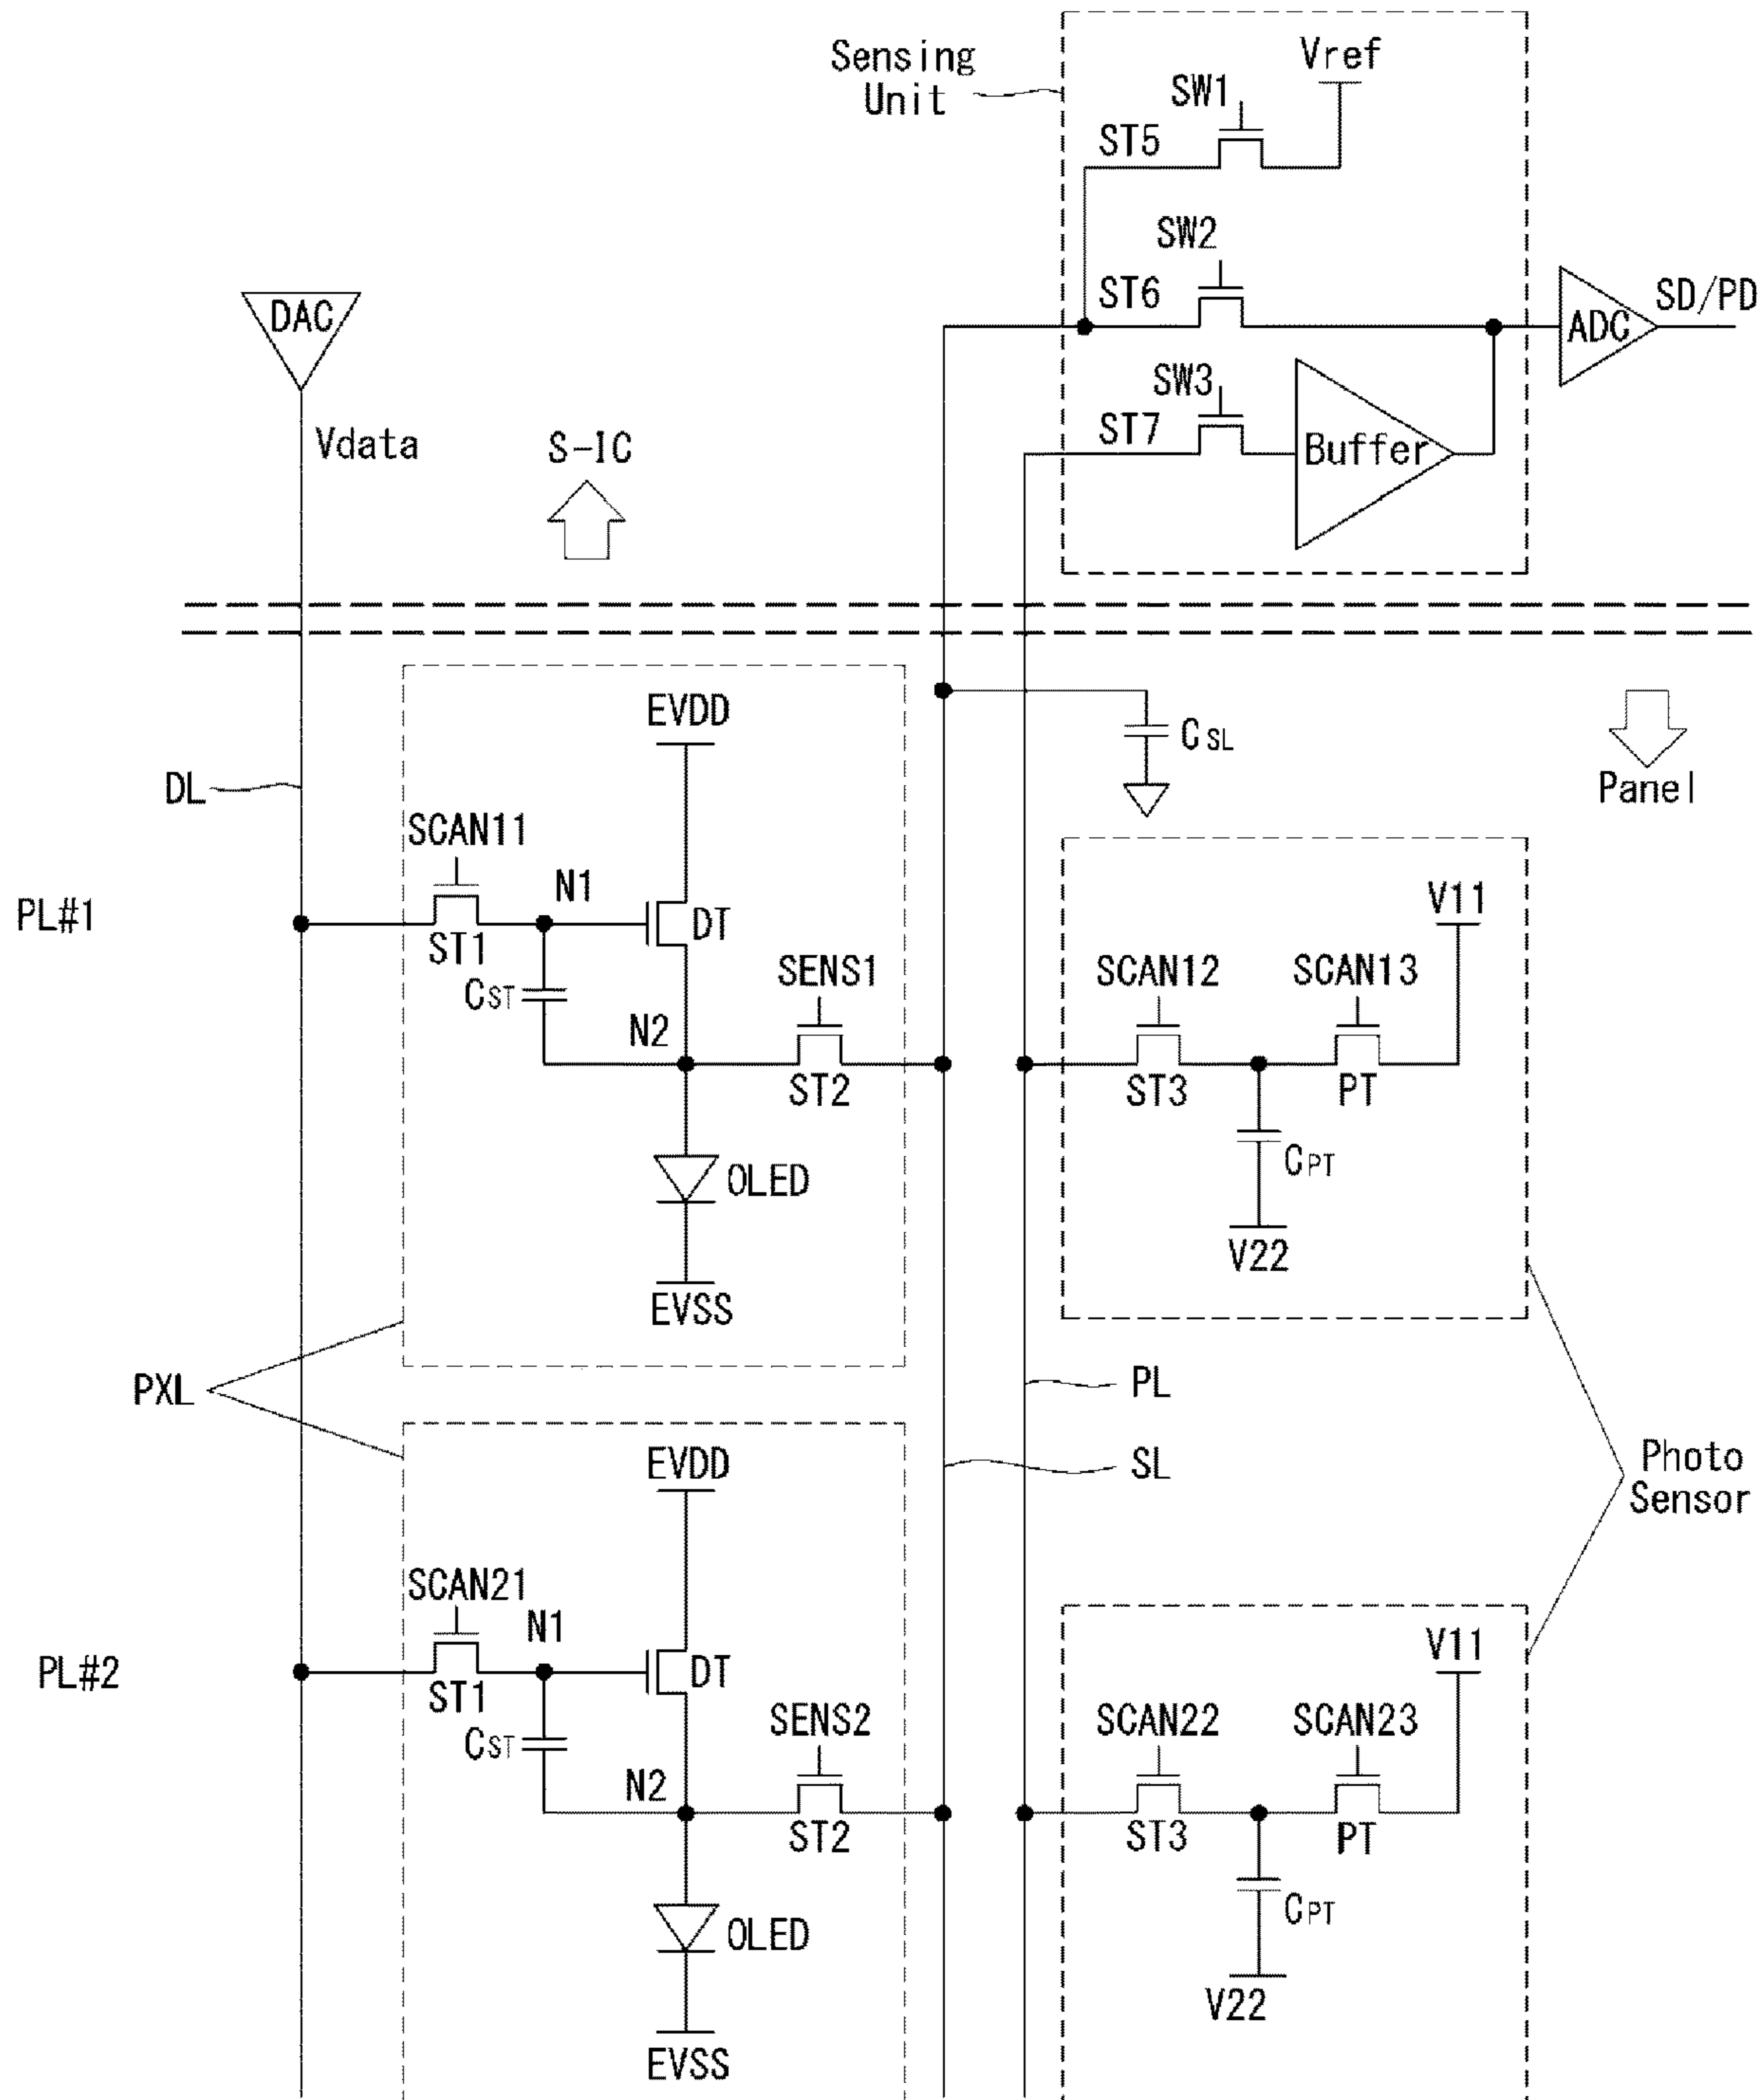 Sensing
Unit
Vref
SW1
ST5
SW2
ST6
DAC
ADC
SD/PD
SW3
ST7
Buffer
Vdata
S-IC
EVDD
CSL
Panel
DL
SCAN11
N1
DT
V11
PL#1
ST1
CST
SENS1
SCAN12
SCAN13
N2
ST2
ST3
PT
CPT
OLED
V22
EVSS
PXL
PL
SL
Photo
Sensor
EVDD
SCAN21
N1
DT
V11
PL#2
ST1
CST
SENS2
SCAN22
SCAN23
N2
ST2
ST3
PT
CPT
OLED
V22
EVSS